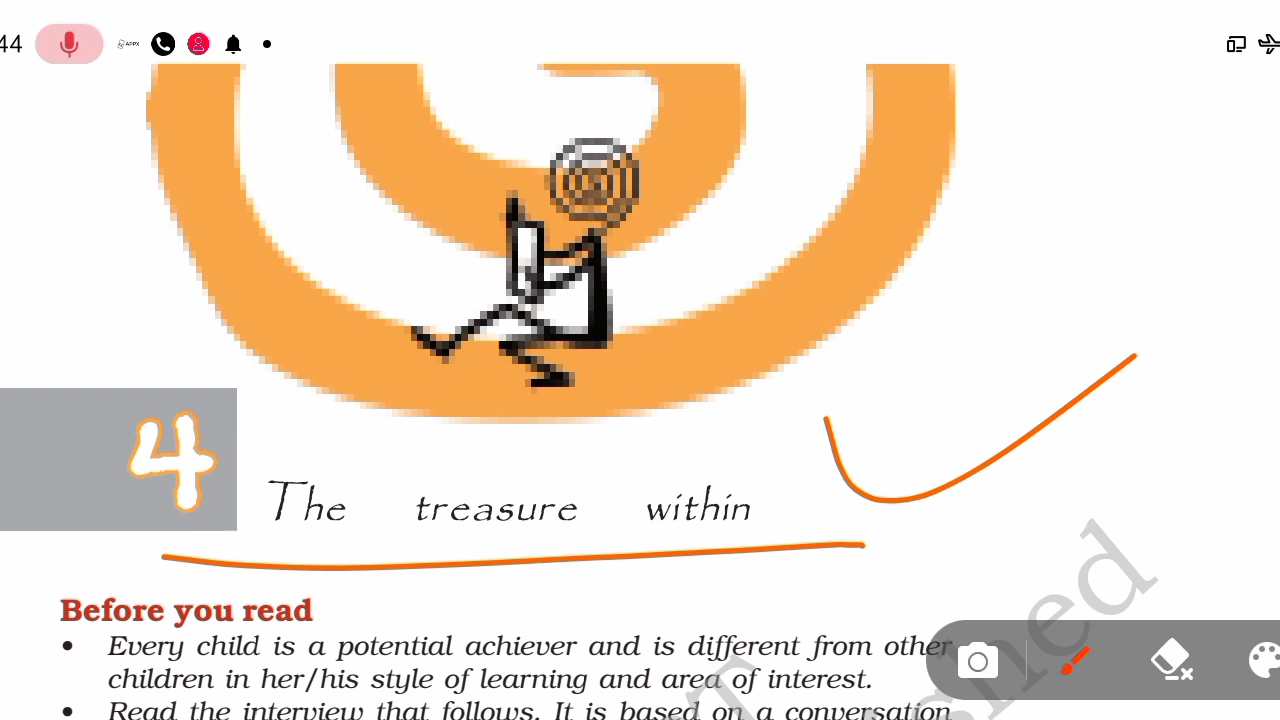 44
4
The treasure within
Before you read
• Every child is a potential achiever and is different from other
children in her/his style of learning and area of interest.
• Read the interview that follows. It is based on a conversation